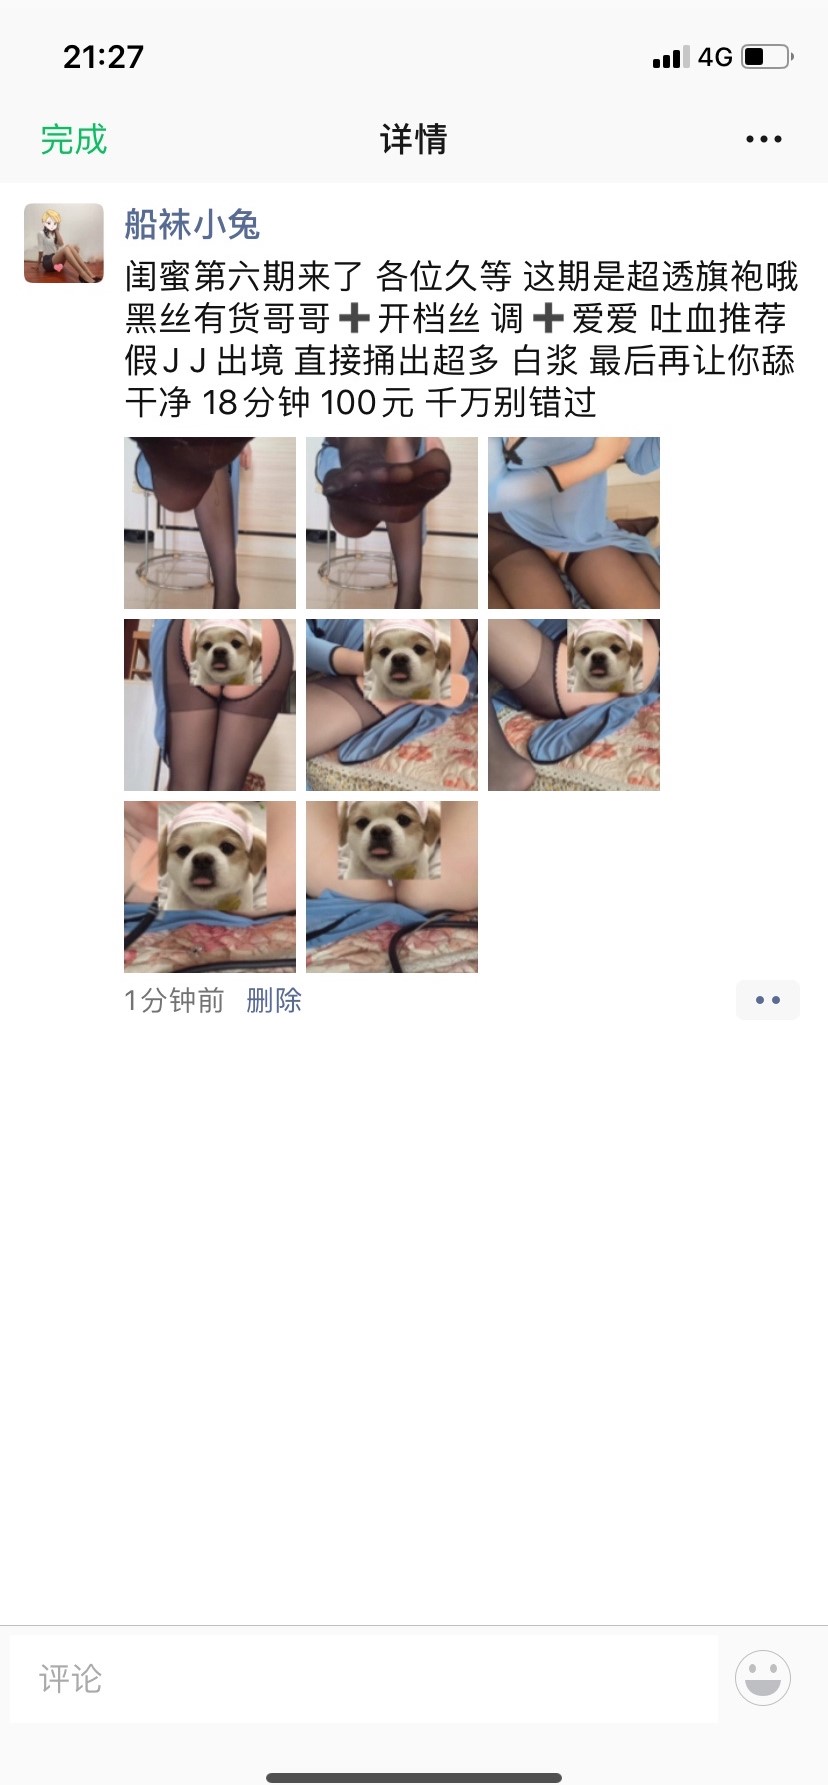 21:27
4G
完成
详情
船袜小兔
闺蜜第六期来了 各位久等 这期是超透旗袍哦
黑丝有货哥哥➕开档丝 调➕爱爱 吐血推荐
假JJ出境 直接捅出超多 白浆 最后再让你舔
干净 18分钟 100元 千万别错过
1分钟前 删除
评论